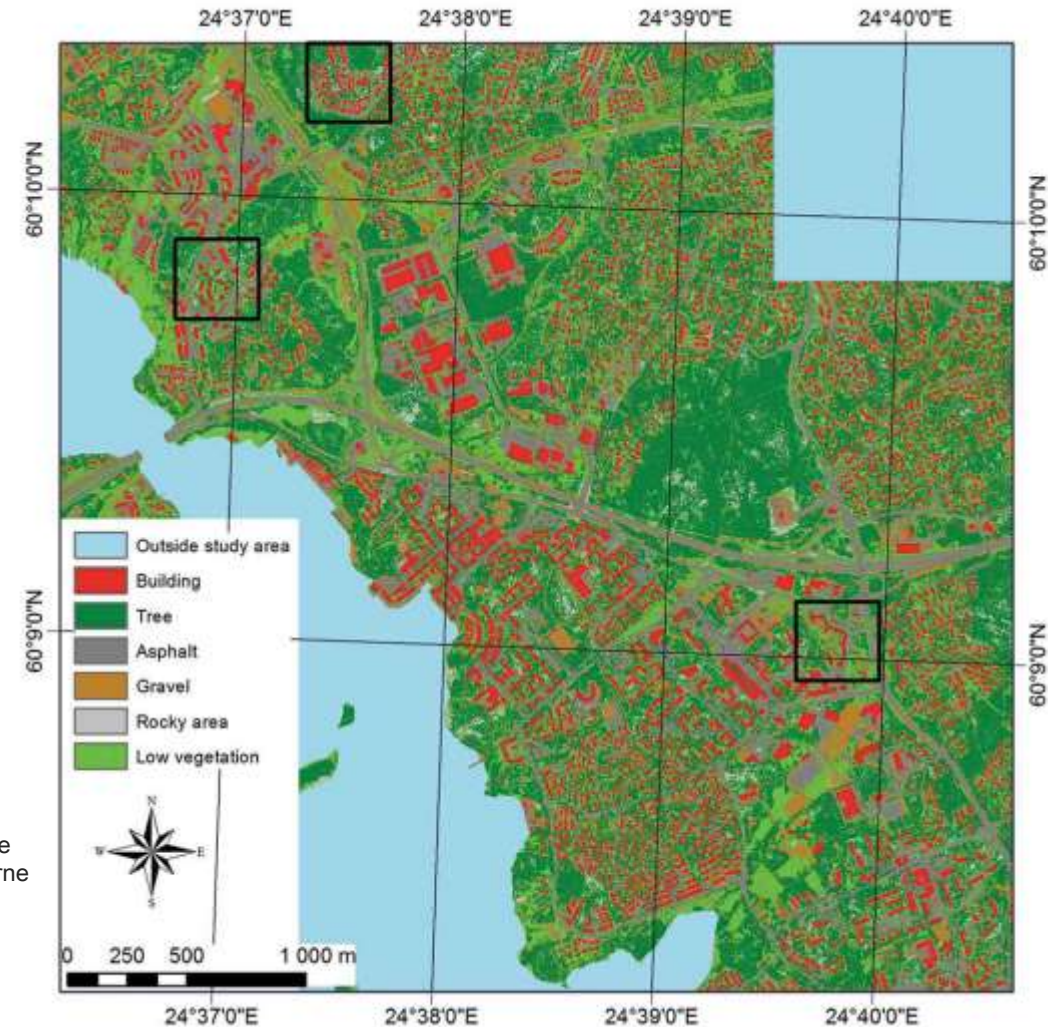 24°37'0"E 24°38'0"E 24°39'0"E 24°40'0"E
60°10'0"N
60°10'0"N
Outside study area
Building
Tree
Asphalt
Gravel
Rocky area
Low vegetation
60°9'0"N
60°9'0"N
N
W E
S
e
rne
0 250 500 1 000 m
24°37'0"E 24°38'0"E 24°39'0"E 24°40'0"E